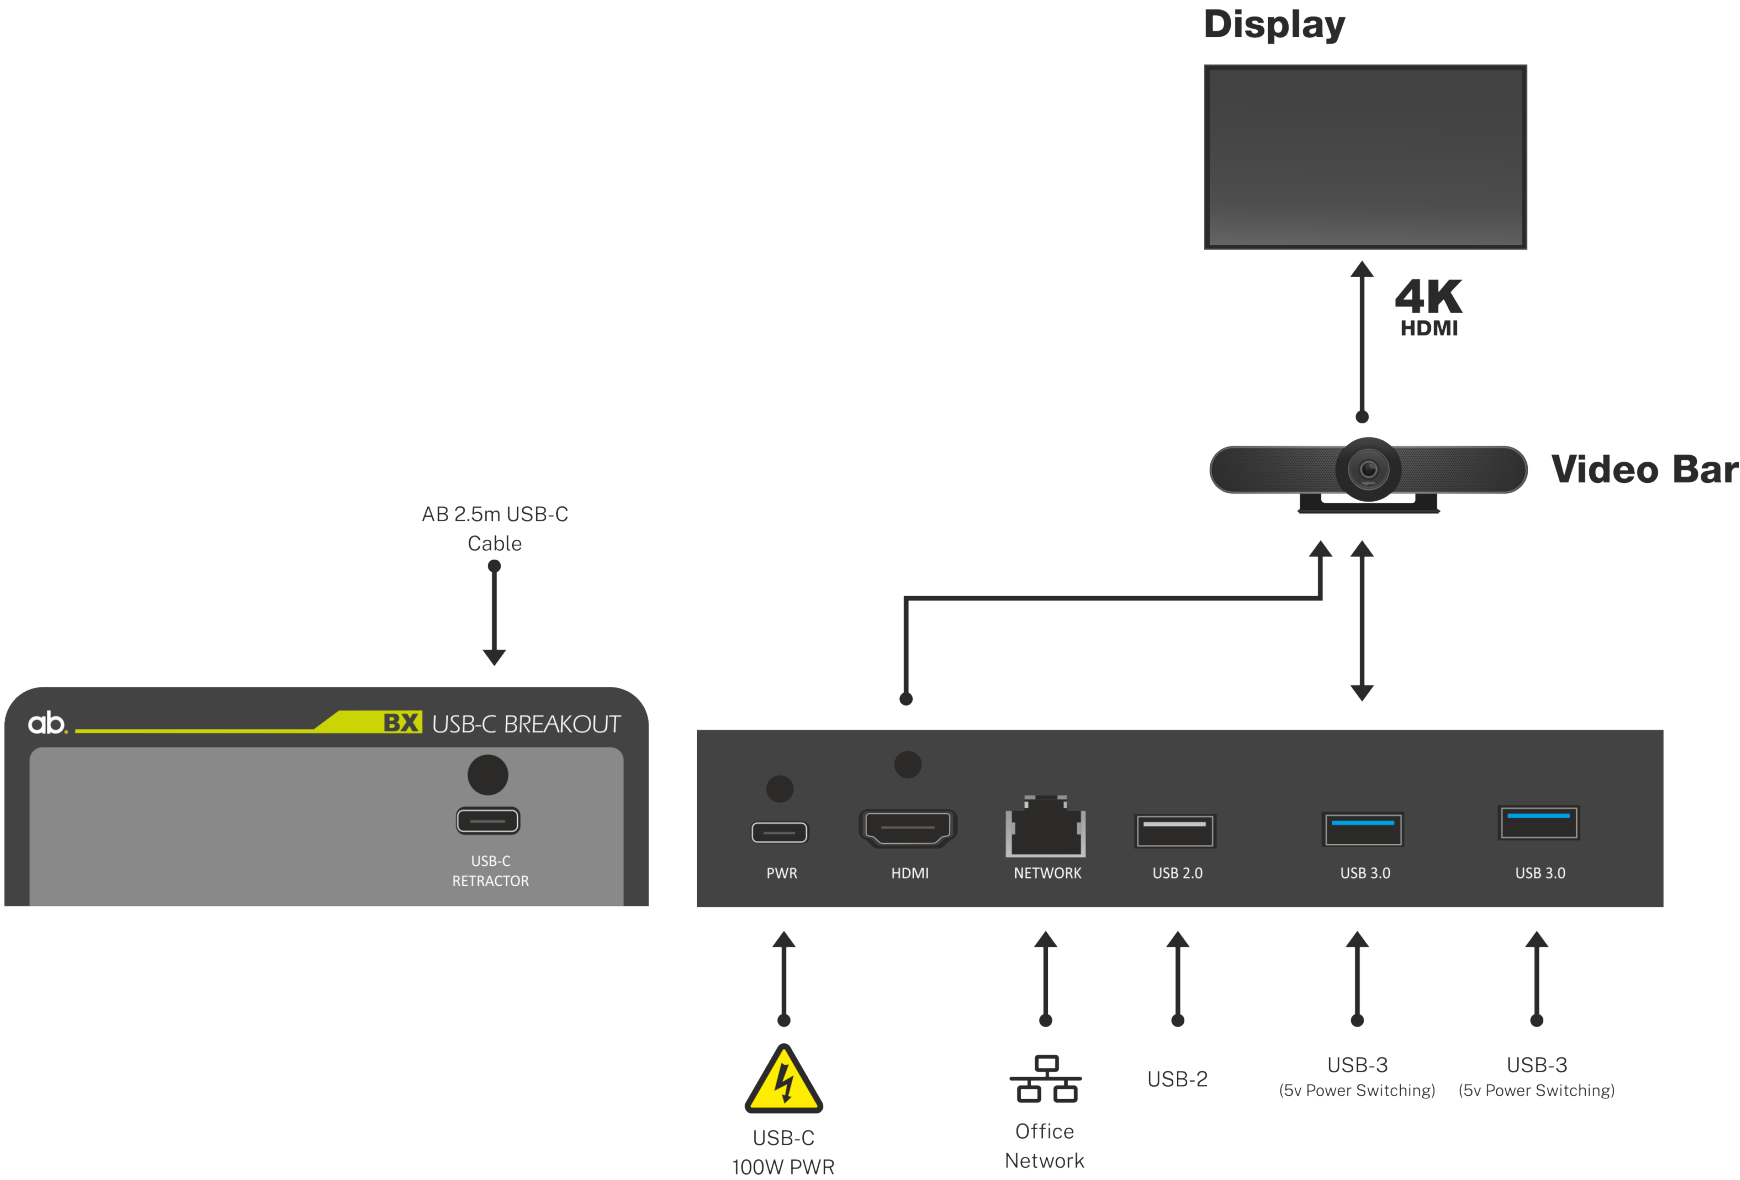 Display
4K
HDMI
Video Bar
AB 2.5m USB-C
Cable
ab.
BX USB-C BREAKOUT
USB-C
RETRACTOR
PWR
HDMI
NETWORK
USB 2.0
USB 3.0
USB 3.0
USB-C
100W PWR
Office
Network
USB-2
USB-3
(5v Power Switching)
USB-3
(5v Power Switching)